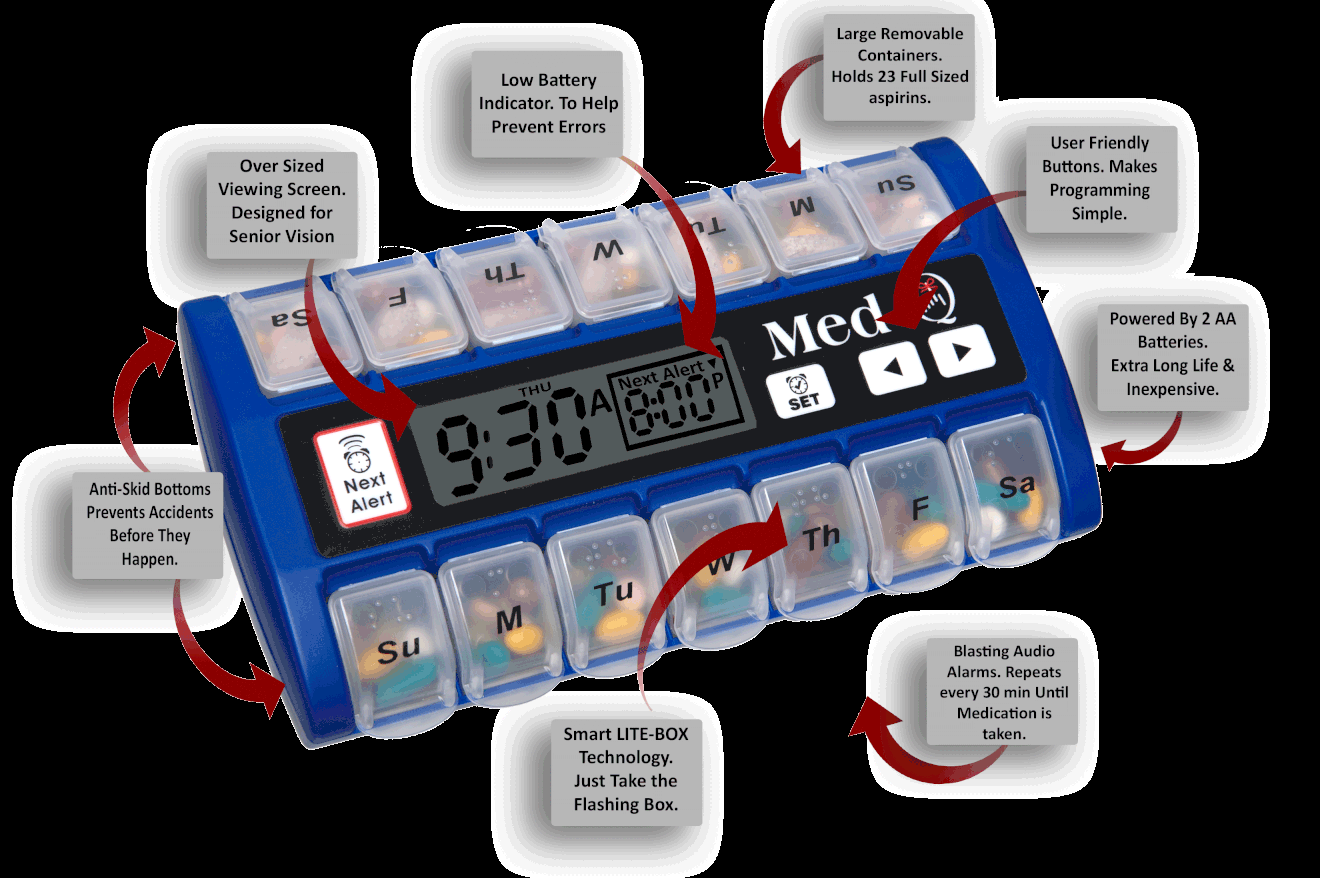 Large Removable
Containers.
Holds 23 Full Sized
aspirins.
Low Battery
Indicator. To Help
Prevent Errors
User Friendly
Buttons. Makes
Programming
Simple.
Over Sized
Viewing Screen.
Designed for
Senior Vision
Su
M
Tu
W
Th
F
Sa
Powered By 2 AA
Batteries.
Extra Long Life &
Inexpensive.
MedQ
SET
THU
9:30A
Next Alert
8:00P
Next
Alert
Anti-Skid Bottoms
Prevents Accidents
Before They
Happen.
Su
M
Tu
W
Th
F
Sa
Blasting Audio
Alarms. Repeats
every 30 min Until
Medication is
taken.
Smart LITE-BOX
Technology.
Just Take the
Flashing Box.